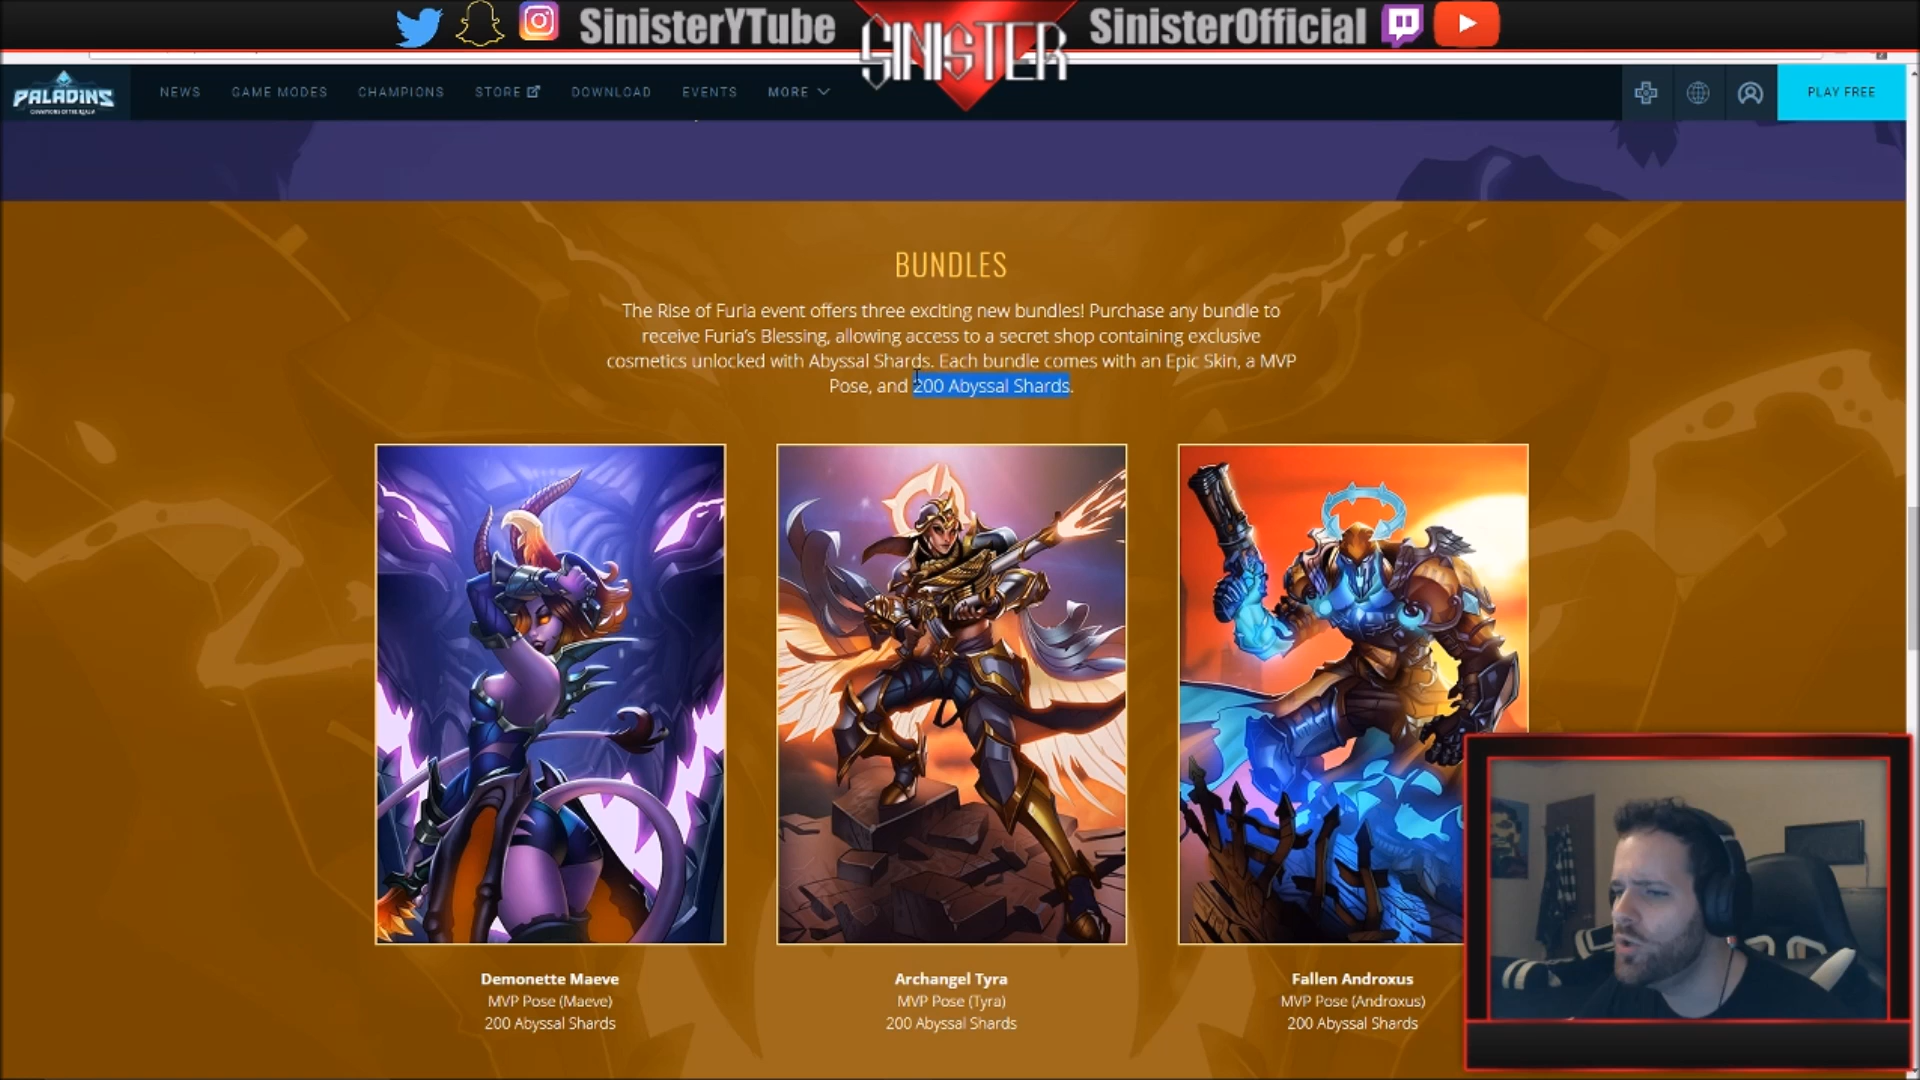 SinisterYTube
SINISTER
SinisterOfficial
PALADINS
CHAMPIONS OF THE REALM
NEWS
GAME MODES
CHAMPIONS
STORE
DOWNLOAD
EVENTS
MORE
PLAY FREE
BUNDLES
The Rise of Furia event offers three exciting new bundles! Purchase any bundle to
receive Furia's Blessing, allowing access to a secret shop containing exclusive
cosmetics unlocked with Abyssal Shards. Each bundle comes with an Epic Skin, a MVP
Pose, and 200 Abyssal Shards.
Demonette Maeve
MVP Pose (Maeve)
200 Abyssal Shards
Archangel Tyra
MVP Pose (Tyra)
200 Abyssal Shards
Fallen Androxus
MVP Pose (Androxus)
200 Abyssal Shards